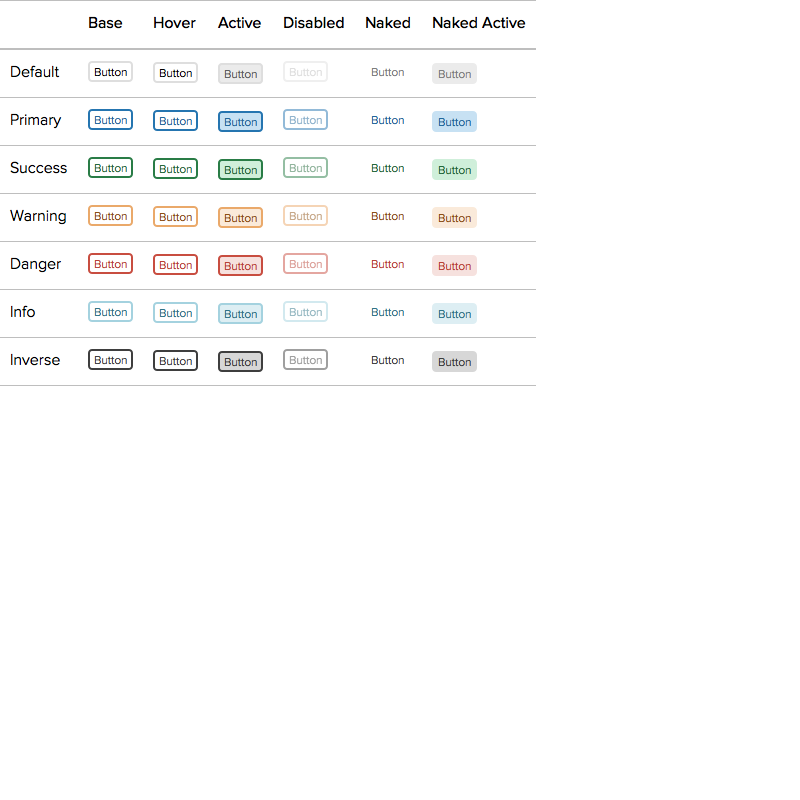 Base Hover Active Disabled Naked Naked Active
Default Button Button Button Button Button Button
Primary Button Button Button Button Button Button
Success Button Button Button Button Button Button
Warning Button Button Button Button Button Button
Danger Button Button Button Button Button Button
Info Button Button Button Button Button Button
Inverse Button Button Button Button Button Button